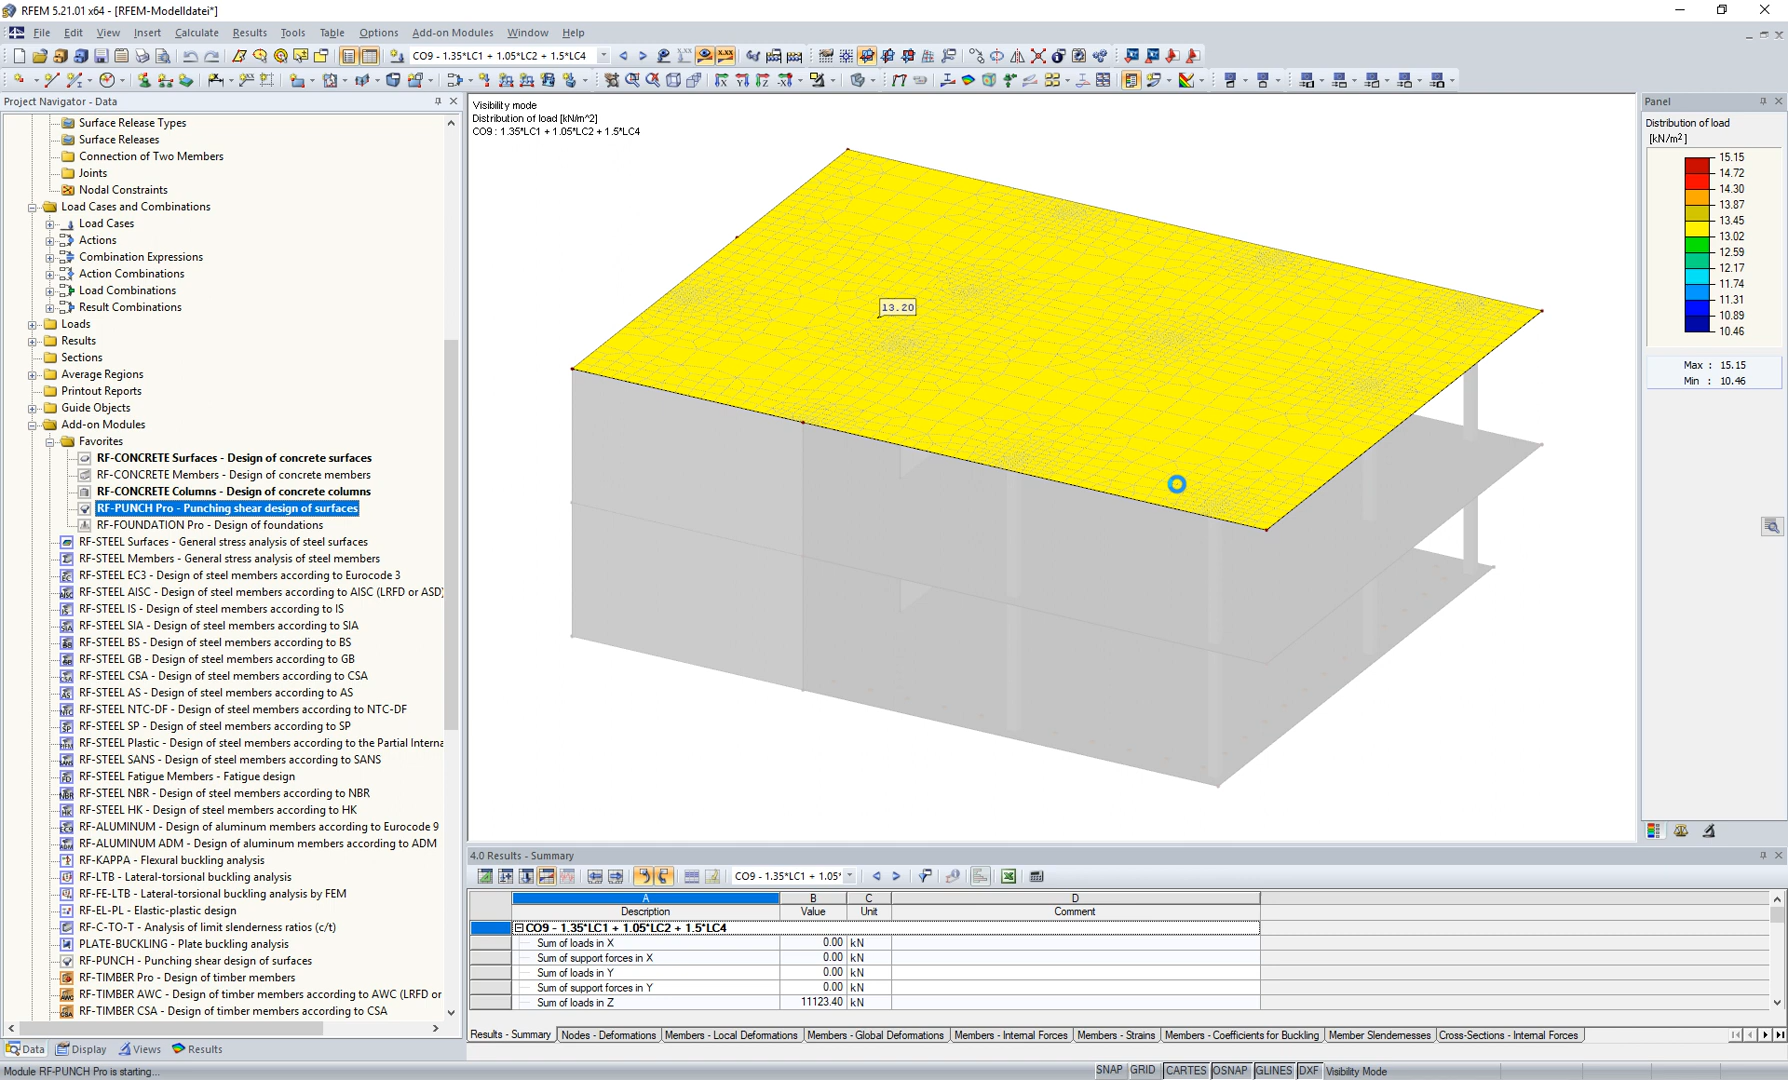 RFEM 5.21.01 x64 - [RFEM-Modelldatei*]
File Edit View Insert Calculate Results Tools Table Options Add-on Modules Window Help
CO9 - 1.35*LC1 + 1.05*LC2 + 1.5*LC4
Project Navigator - Data
Surface Release Types
Surface Releases
Connection of Two Members
Joints
Nodal Constraints
Load Cases and Combinations
Load Cases
Actions
Combination Expressions
Action Combinations
Load Combinations
Result Combinations
Loads
Results
Sections
Average Regions
Printout Reports
Guide Objects
Add-on Modules
Favorites
RF-CONCRETE Surfaces - Design of concrete surfaces
RF-CONCRETE Members - Design of concrete members
RF-CONCRETE Columns - Design of concrete columns
RF-PUNCH Pro - Punching shear design of surfaces
RF-FOUNDATION Pro - Design of foundations
RF-STEEL Surfaces - General stress analysis of steel surfaces
RF-STEEL Members - General stress analysis of steel members
RF-STEEL EC3 - Design of steel members according to Eurocode 3
RF-STEEL AISC - Design of steel members according to AISC (LRFD or ASD)
RF-STEEL IS - Design of steel members according to IS
RF-STEEL SIA - Design of steel members according to SIA
RF-STEEL BS - Design of steel members according to BS
RF-STEEL GB - Design of steel members according to GB
RF-STEEL CSA - Design of steel members according to CSA
RF-STEEL AS - Design of steel members according to AS
RF-STEEL NTC-DF - Design of steel members according to NTC-DF
RF-STEEL SP - Design of steel members according to SP
RF-STEEL Plastic - Design of steel members according to the Partial Interna
RF-STEEL SANS - Design of steel members according to SANS
RF-STEEL Fatigue Members - Fatigue design
RF-STEEL NBR - Design of steel members according to NBR
RF-STEEL HK - Design of steel members according to HK
RF-ALUMINUM - Design of aluminum members according to Eurocode 9
RF-ALUMINUM ADM - Design of aluminum members according to ADM
RF-KAPPA - Flexural buckling analysis
RF-LTB - Lateral-torsional buckling analysis
RF-FE-LTB - Lateral-torsional buckling analysis by FEM
RF-EL-PL - Elastic-plastic design
RF-C-TO-T - Analysis of limit slenderness ratios (c/t)
PLATE-BUCKLING - Plate buckling analysis
RF-PUNCH - Punching shear design of surfaces
RF-TIMBER Pro - Design of timber members
RF-TIMBER AWC - Design of timber members according to AWC (LRFD or
RF-TIMBER CSA - Design of timber members according to CSA
Data Display Views Results
Module RF-PUNCH Pro is starting...
Visibility mode
Distribution of load [kN/m^2]
CO9 : 1.35*LC1 + 1.05*LC2 + 1.5*LC4
13.20
Panel
Distribution of load
[kN/m²]
15.15
14.72
14.30
13.87
13.45
13.02
12.59
12.17
11.74
11.31
10.89
10.46
Max : 15.15
Min : 10.46
4.0 Results - Summary
CO9 - 1.35*LC1 + 1.05*
A B C D
Description Value Unit Comment
CO9 - 1.35*LC1 + 1.05*LC2 + 1.5*LC4
Sum of loads in X 0.00 kN
Sum of support forces in X 0.00 kN
Sum of loads in Y 0.00 kN
Sum of support forces in Y 0.00 kN
Sum of loads in Z 11123.40 kN
Results - Summary Nodes - Deformations Members - Local Deformations Members - Global Deformations Members - Internal Forces Members - Strains Members - Coefficients for Buckling Member Slendernesses Cross-Sections - Internal Forces
SNAP GRID CARTES OSNAP GLINES DXF Visibility Mode